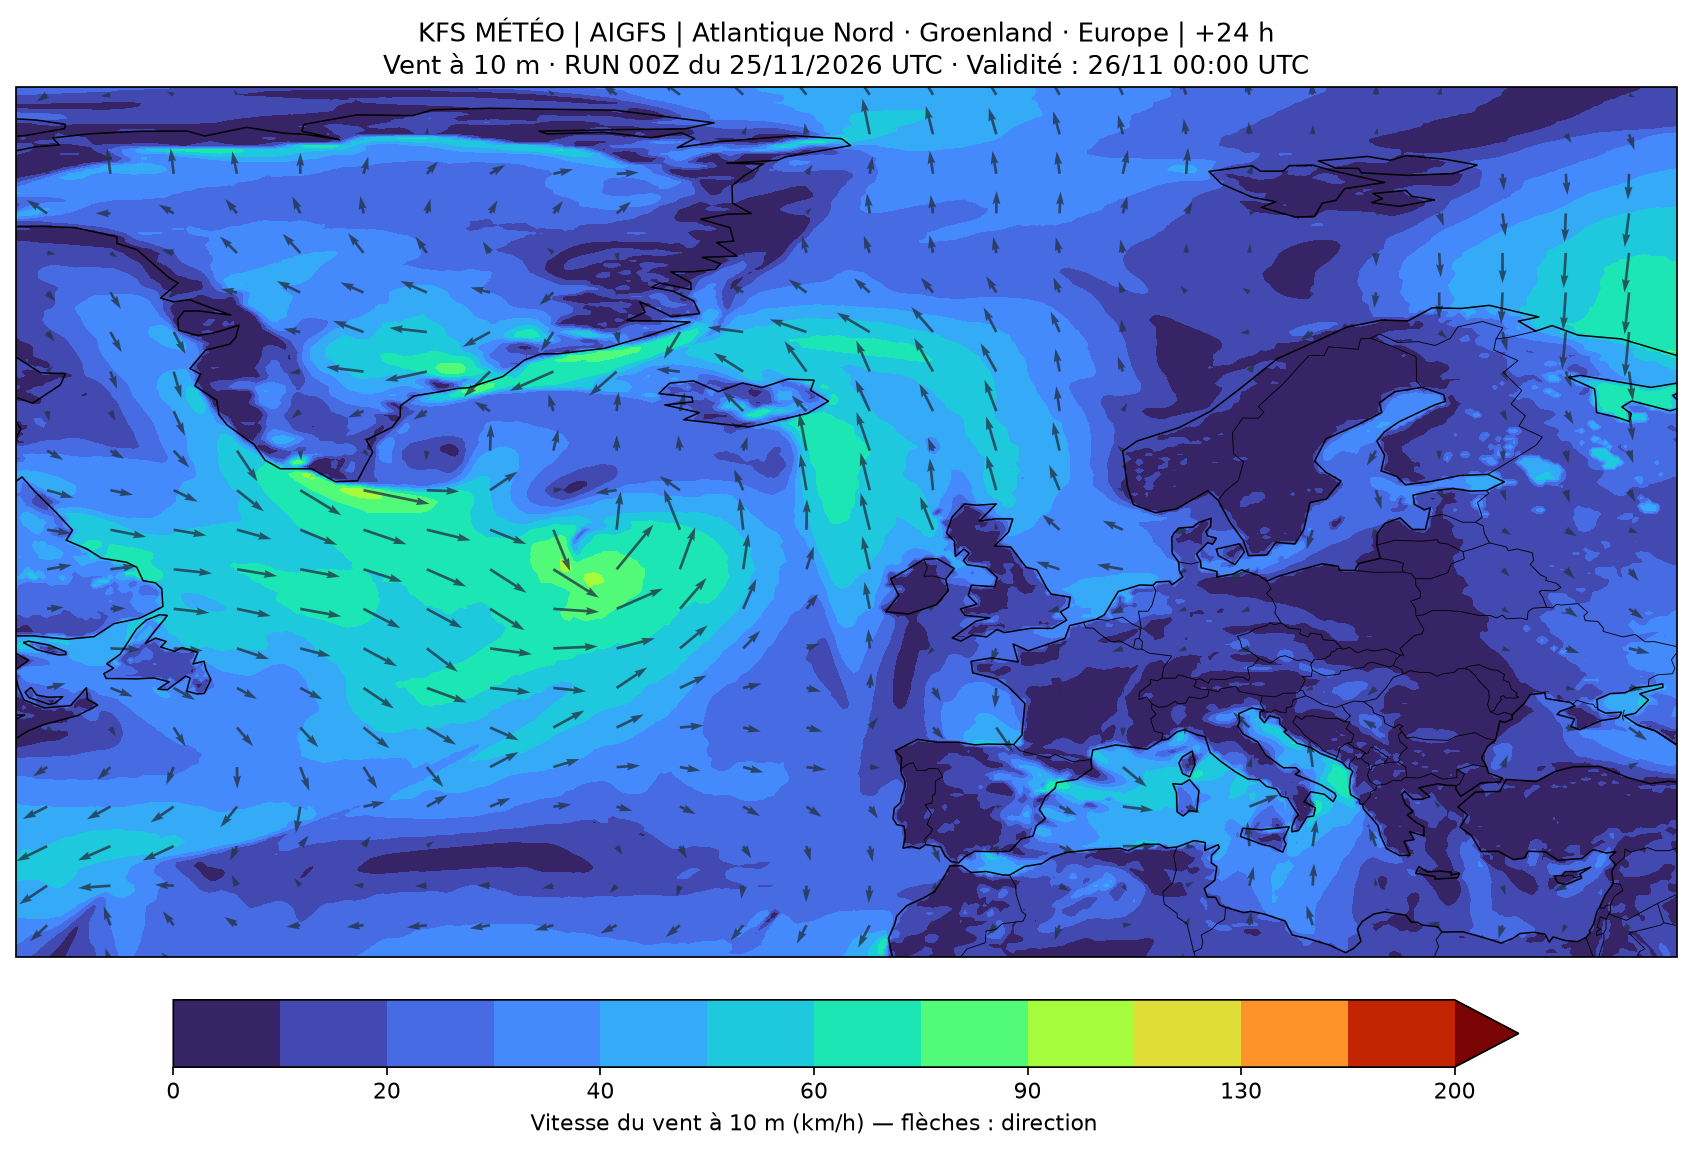 KFS MÉTÉO | AIGFS | Atlantique Nord · Groenland · Europe | +24 h
Vent à 10 m · RUN 00Z du 25/11/2026 UTC · Validité : 26/11 00:00 UTC
0 20 40 60 90 130 200
Vitesse du vent à 10 m (km/h) — flèches : direction